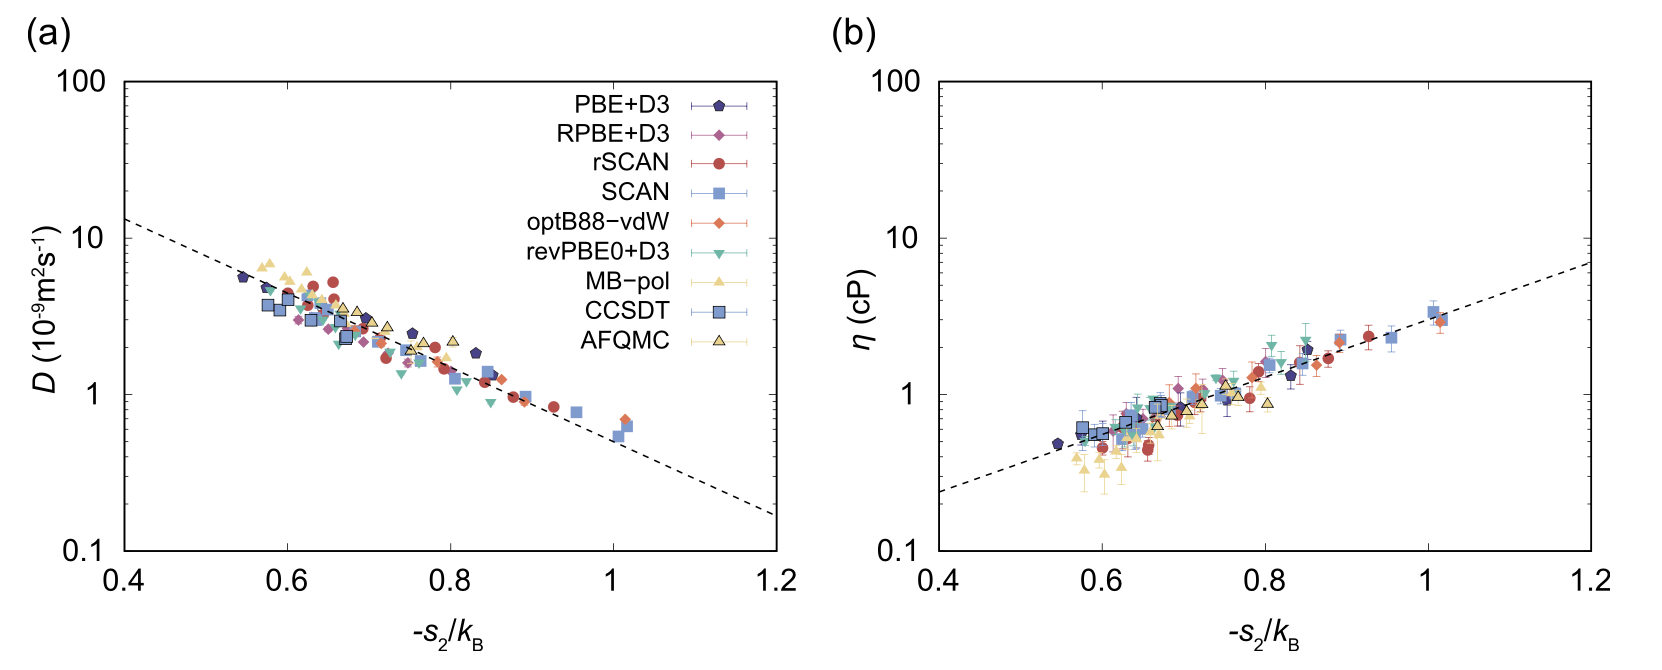 (a)
100
10
1
0.1
D (10⁻⁹m²s⁻¹)
PBE+D3
RPBE+D3
rSCAN
SCAN
optB88−vdW
revPBE0+D3
MB−pol
CCSDT
AFQMC
0.4 0.6 0.8 1 1.2
-s₂/k_B
(b)
100
10
1
0.1
η (cP)
0.4 0.6 0.8 1 1.2
-s₂/k_B